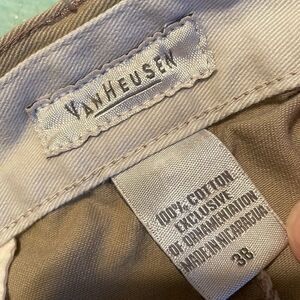 VANHEUSEN
100% COTTON
EXCLUSIVE
OF ORNAMENTATION
MADE IN NICARAGUA
38